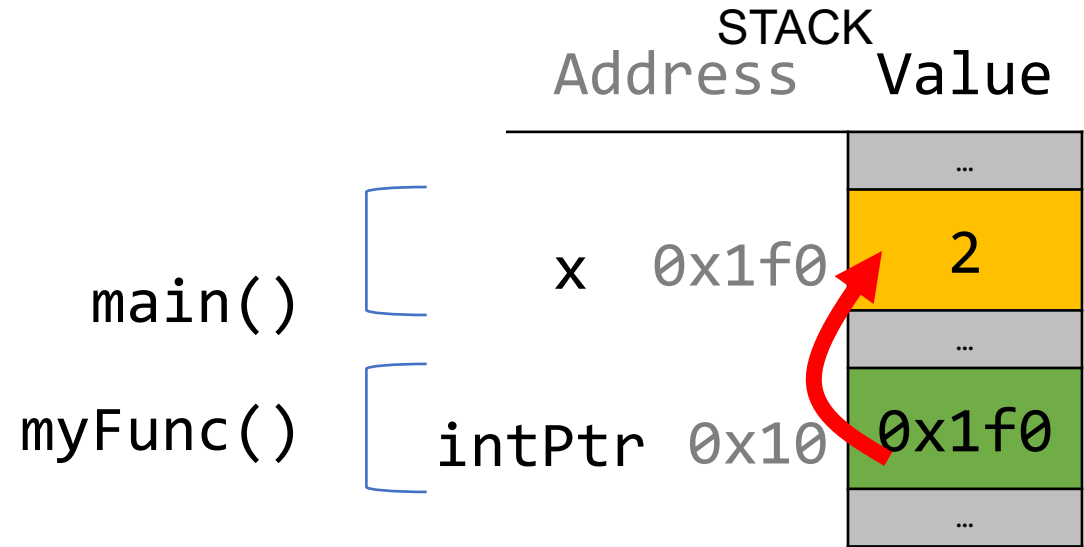 STACK
Address Value
…
x 0x1f0 2
main()
…
myFunc() intPtr 0x10 0x1f0
…